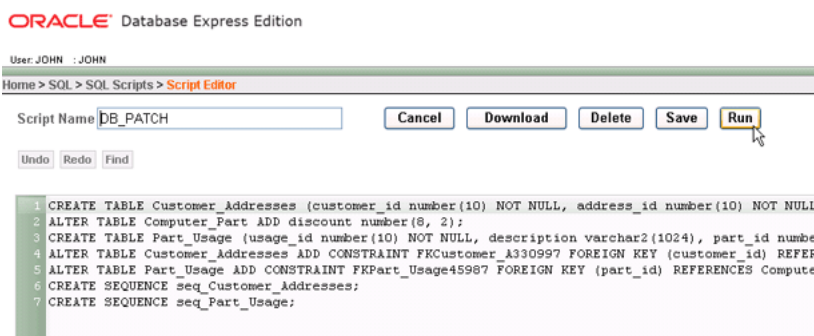 ORACLE Database Express Edition
User: JOHN : JOHN
Home > SQL > SQL Scripts > Script Editor
Script Name DB_PATCH Cancel Download Delete Save Run
Undo Redo Find
1 CREATE TABLE Customer_Addresses (customer_id number(10) NOT NULL, address_id number(10) NOT NULL
2 ALTER TABLE Computer_Part ADD discount number(8, 2);
3 CREATE TABLE Part_Usage (usage_id number(10) NOT NULL, description varchar2(1024), part_id numbe
4 ALTER TABLE Customer_Addresses ADD CONSTRAINT FKCustomer_A330997 FOREIGN KEY (customer_id) REFER
5 ALTER TABLE Part_Usage ADD CONSTRAINT FKPart_Usage45987 FOREIGN KEY (part_id) REFERENCES Compute
6 CREATE SEQUENCE seq_Customer_Addresses;
7 CREATE SEQUENCE seq_Part_Usage;